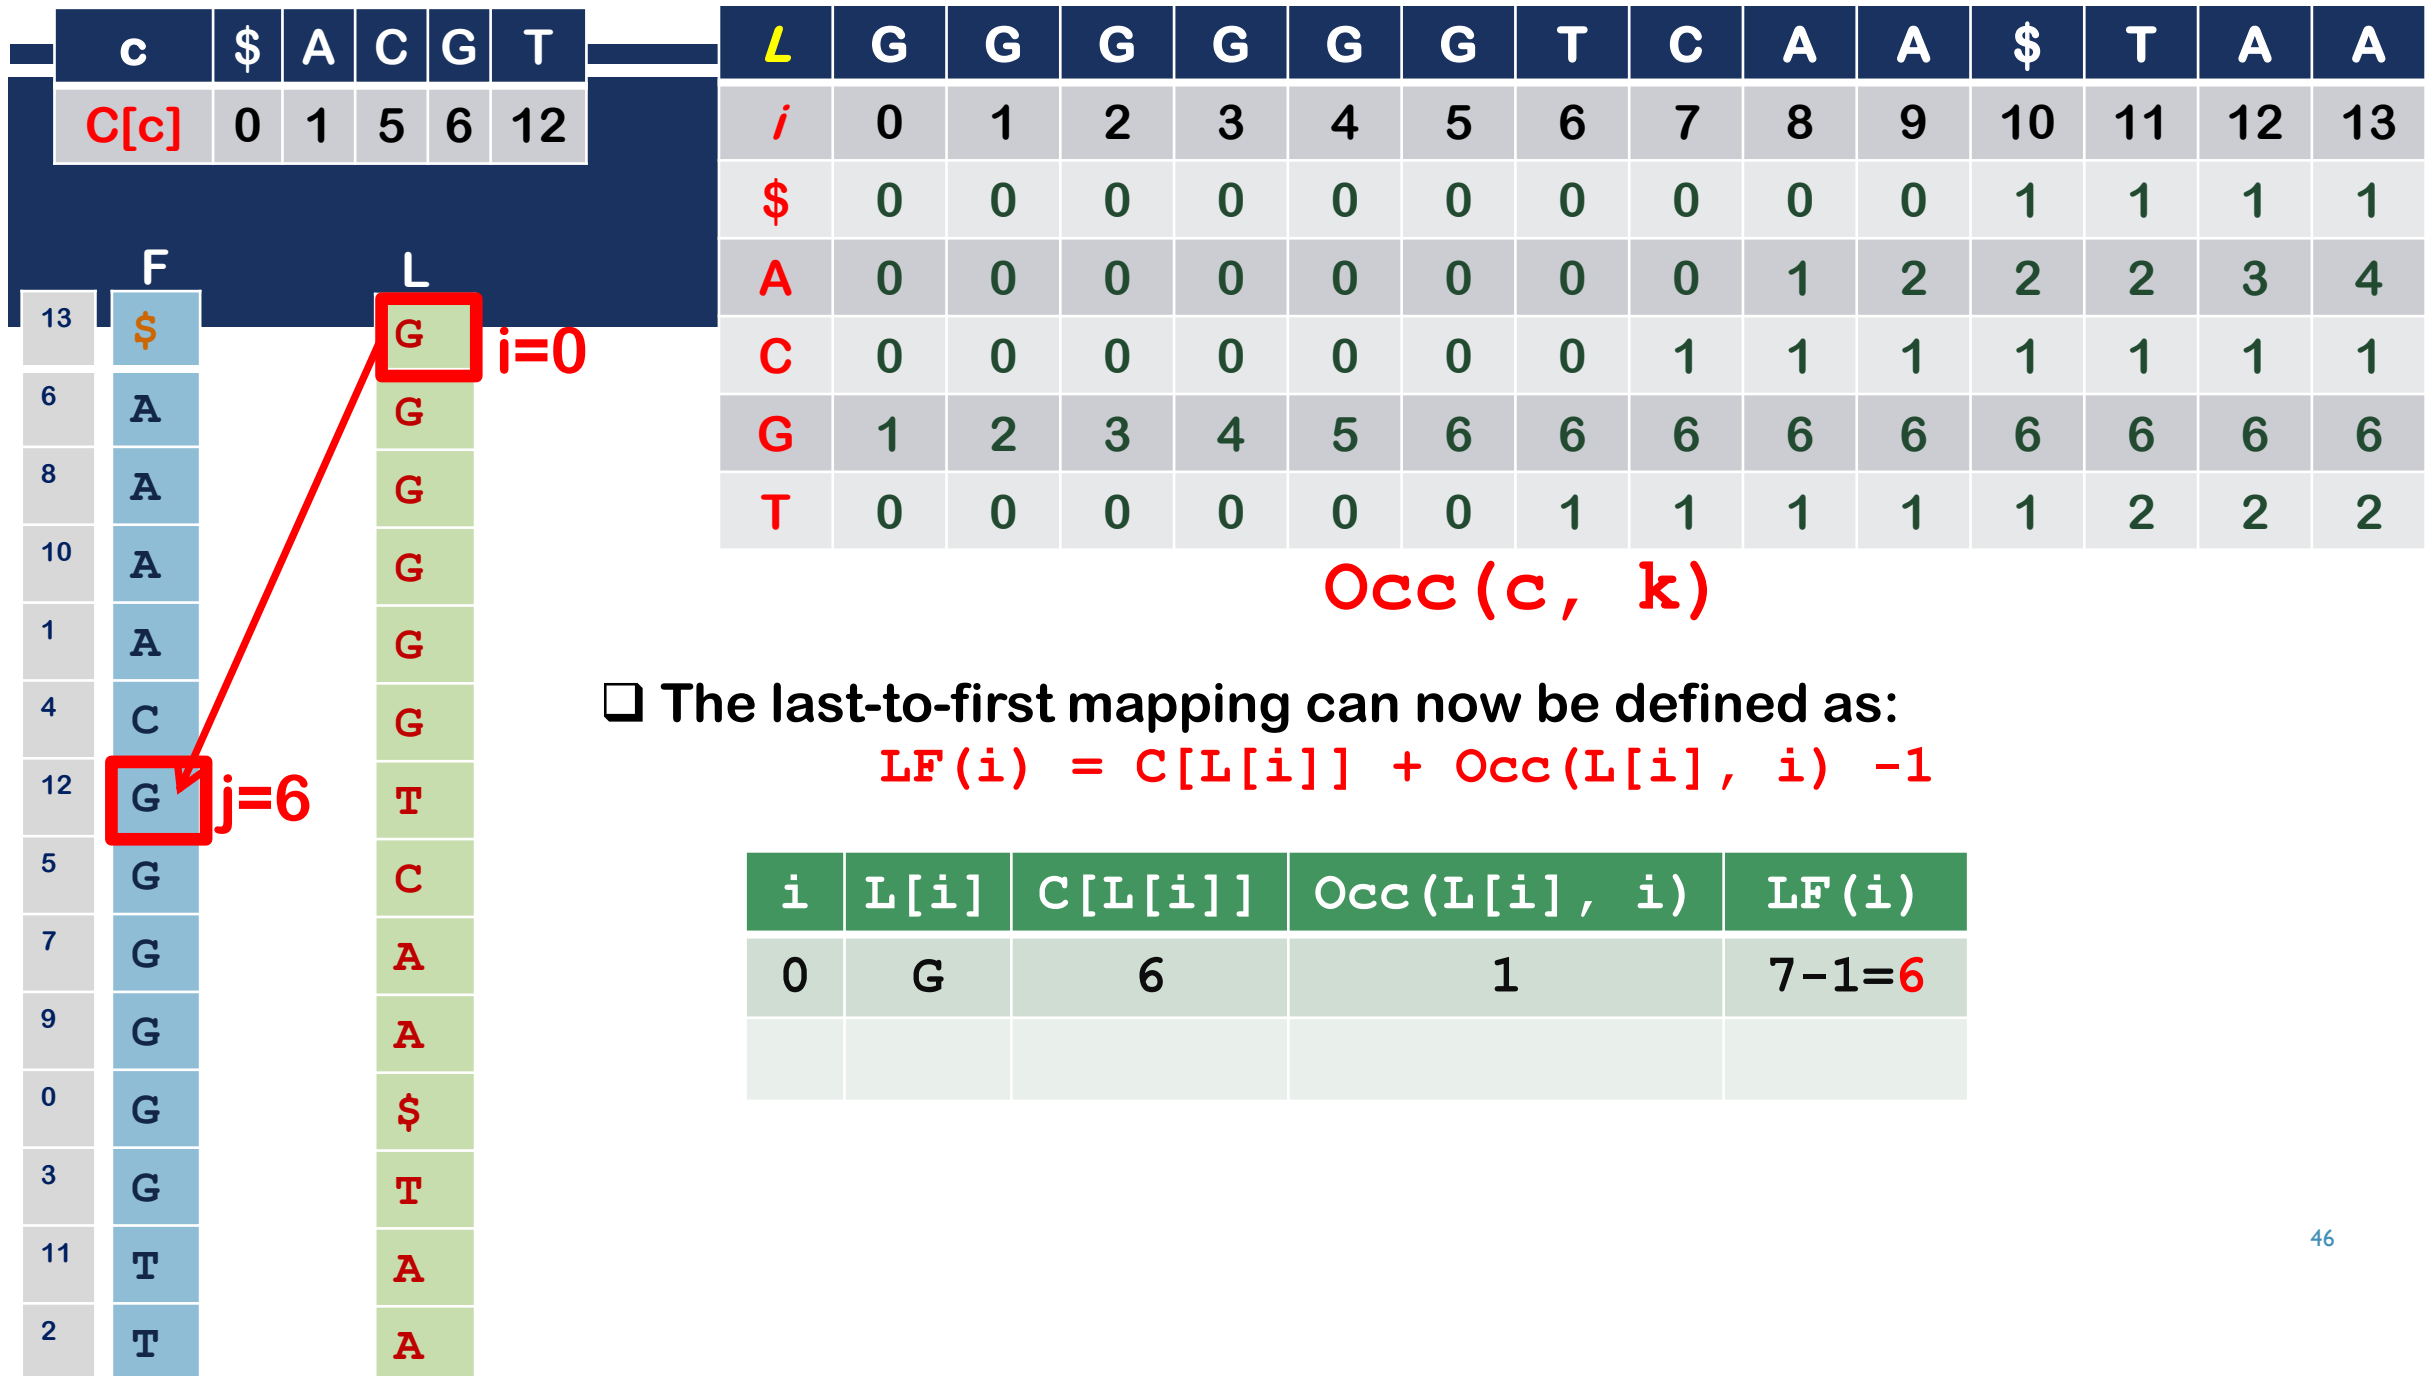 c $ A C G T
C[c] 0 1 5 6 12
L G G G G G G T C A A $ T A A
i 0 1 2 3 4 5 6 7 8 9 10 11 12 13
$ 0 0 0 0 0 0 0 0 0 0 1 1 1 1
A 0 0 0 0 0 0 0 0 1 2 2 2 3 4
C 0 0 0 0 0 0 0 1 1 1 1 1 1 1
G 1 2 3 4 5 6 6 6 6 6 6 6 6 6
T 0 0 0 0 0 0 1 1 1 1 1 2 2 2
Occ(c, k)
F L
13 $ G i=0
6 A G
8 A G
10 A G
1 A G
4 C G
12 G j=6 T
5 G C
7 G A
9 G A
0 G $
3 G T
11 T A
2 T A
❑ The last-to-first mapping can now be defined as:
LF(i) = C[L[i]] + Occ(L[i], i) -1
i L[i] C[L[i]] Occ(L[i], i) LF(i)
0 G 6 1 7-1=6
46